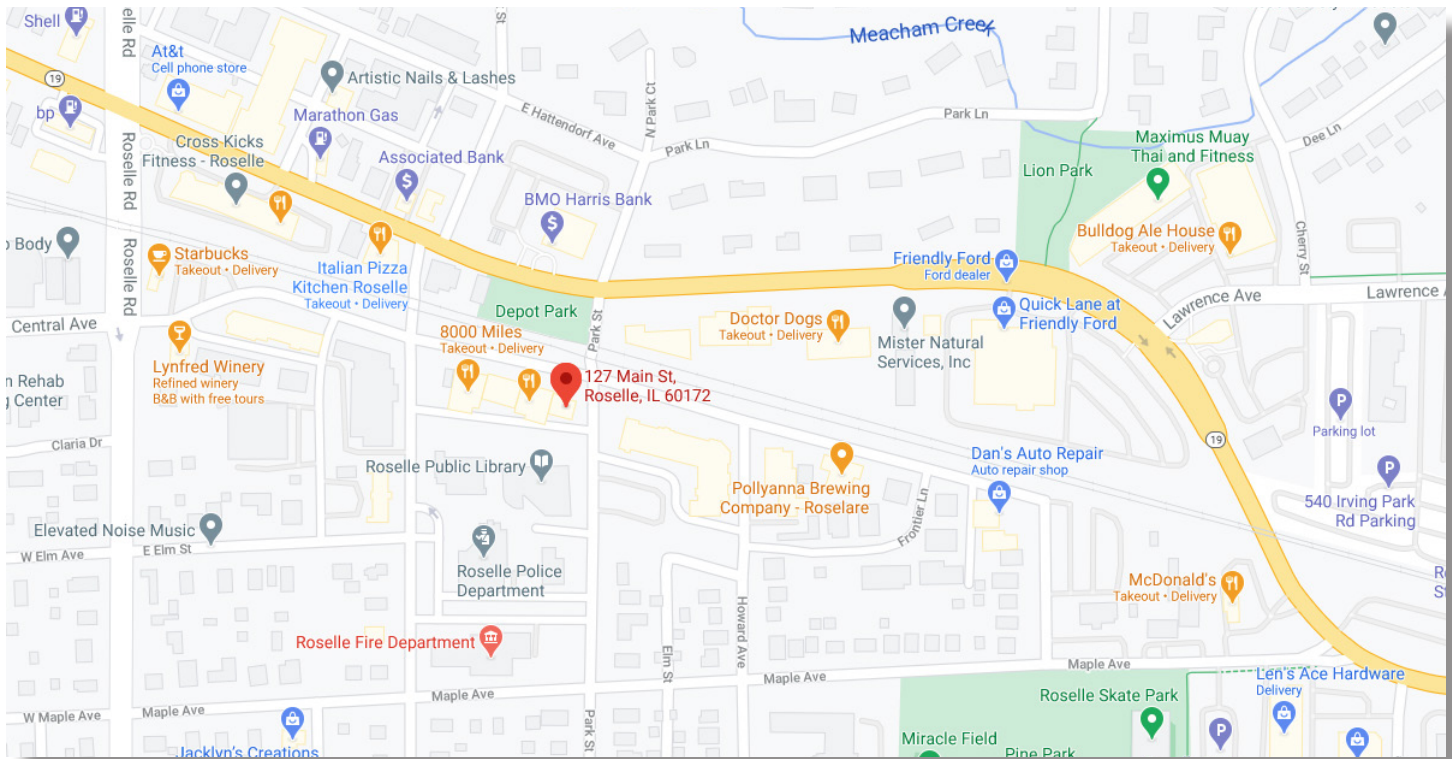 Shell
elle Rd
St
Meacham Creek
At&t
Cell phone store
19
Artistic Nails & Lashes
bp
Marathon Gas
E Hattendorf Ave
N Park Ct
Park Ln
Park Ln
Dee Ln
Roselle Rd
Cross Kicks
Fitness - Roselle
Associated Bank
Maximus Muay
Thai and Fitness
Lion Park
BMO Harris Bank
Body
Roselle Rd
Starbucks
Takeout • Delivery
Italian Pizza
Kitchen Roselle
Takeout • Delivery
Bulldog Ale House
Takeout • Delivery
Cherry St
Friendly Ford
Ford dealer
Lawrence Ave
Lawrence
Depot Park
Park St
Quick Lane at
Friendly Ford
Central Ave
8000 Miles
Takeout • Delivery
Doctor Dogs
Takeout • Delivery
Mister Natural
Services, Inc
Lynfred Winery
Refined winery
B&B with free tours
n Rehab
g Center
127 Main St,
Roselle, IL 60172
P
Parking lot
Claria Dr
19
Roselle Public Library
Dan's Auto Repair
Auto repair shop
P
Pollyanna Brewing
Company - Roselare
540 Irving Park
Rd Parking
Frontier Ln
Elevated Noise Music
W Elm Ave
E Elm St
Roselle Police
Department
McDonald's
Takeout • Delivery
R
S
Howard Ave
Roselle Fire Department
Elm St
Maple Ave
Maple Ave
Maple Ave
Len's Ace Hardware
Delivery
Roselle Skate Park
W Maple Ave
Maple Ave
Park St
P
Miracle Field
Jacklyn's Creations
Pine Park